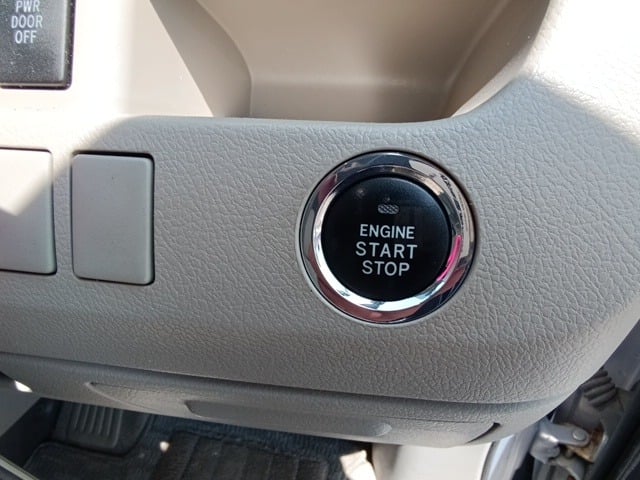 PWR
DOOR
OFF
ENGINE
START
STOP